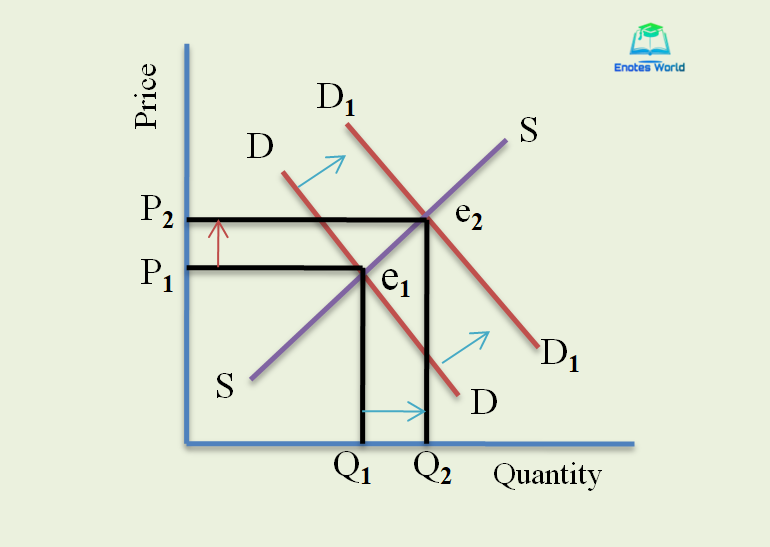 Enotes World
Price
D₁
S
D
P₂
e₂
P₁
e₁
D₁
S
D
Q₁
Q₂
Quantity